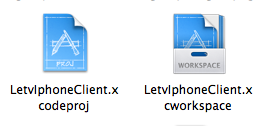 PROJ
WORKSPACE
LetvIphoneClient.x
codeproj
LetvIphoneClient.x
cworkspace